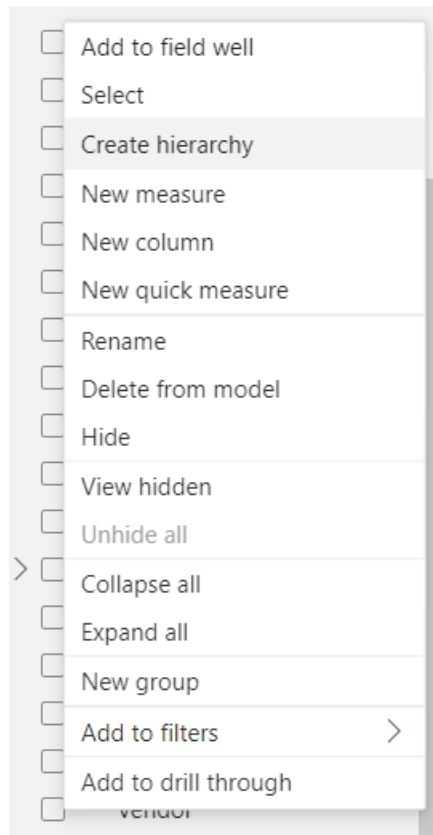 Add to field well
Select
Create hierarchy
New measure
New column
New quick measure
Rename
Delete from model
Hide
View hidden
Unhide all
Collapse all
Expand all
New group
Add to filters
Add to drill through
Vendor